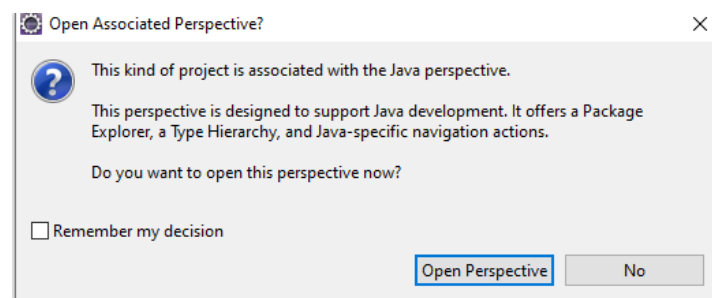 Open Associated Perspective?
This kind of project is associated with the Java perspective.
This perspective is designed to support Java development. It offers a Package
Explorer, a Type Hierarchy, and Java-specific navigation actions.
Do you want to open this perspective now?
Remember my decision
Open Perspective
No